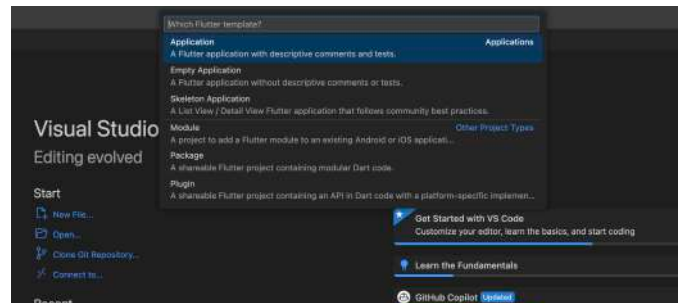 Which Flutter template?
Application Applications
A Flutter application with descriptive comments and tests.
Empty Application
A Flutter application without descriptive comments or tests.
Skeleton Application
A List View / Detail View Flutter application that follows community best practices.
Module Other Project Types
A project to add a Flutter module to an existing Android or iOS applicati...
Package
A shareable Flutter project containing modular Dart code.
Plugin
A shareable Flutter project containing an API in Dart code with a platform-specific implemen...
Visual Studio
Editing evolved
Start
New File...
Open...
Clone Git Repository...
Connect to...
Recent
Get Started with VS Code
Customize your editor, learn the basics, and start coding
Learn the Fundamentals
GitHub Copilot Updated